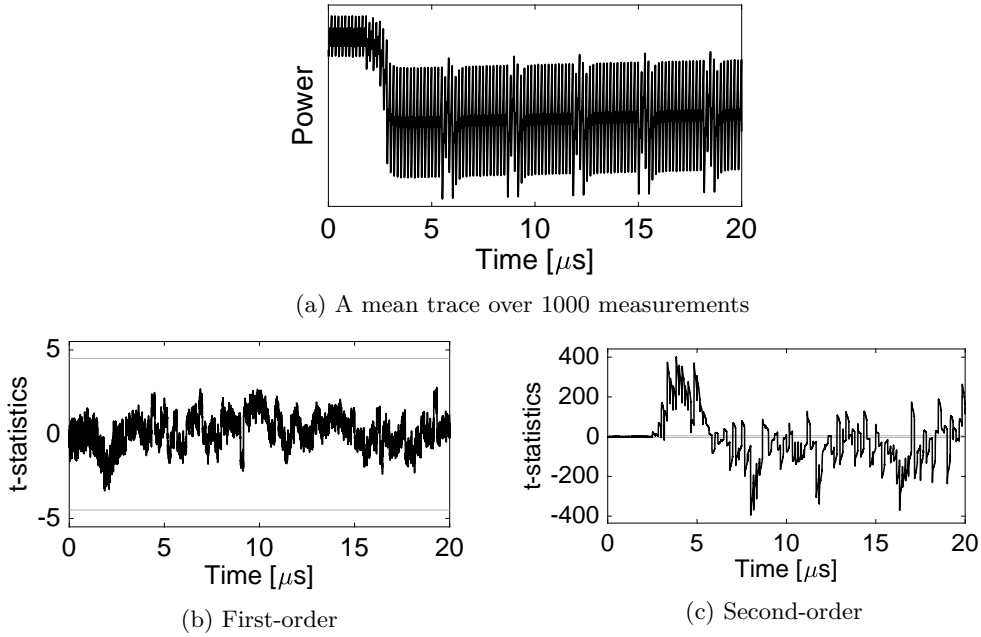 Power
0 5 10 15 20
Time [μs]
(a) A mean trace over 1000 measurements
t-statistics
5
0
-5
0 5 10 15 20
Time [μs]
(b) First-order
t-statistics
400
200
0
-200
-400
0 5 10 15 20
Time [μs]
(c) Second-order